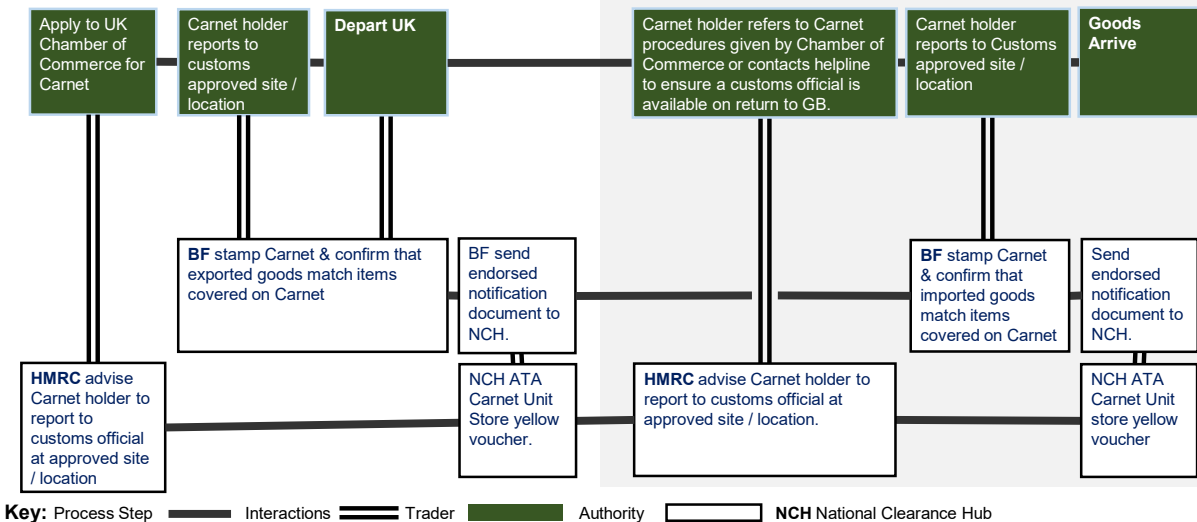 Apply to UK
Chamber of
Commerce for
Carnet
Carnet holder
reports to
customs
approved site /
location
Depart UK
Carnet holder refers to Carnet
procedures given by Chamber of
Commerce or contacts helpline
to ensure a customs official is
available on return to GB.
Carnet holder
reports to Customs
approved site /
location
Goods
Arrive
BF stamp Carnet & confirm that
exported goods match items
covered on Carnet
BF send
endorsed
notification
document to
NCH.
BF stamp Carnet
& confirm that
imported goods
match items
covered on Carnet
Send
endorsed
notification
document to
NCH.
HMRC advise
Carnet holder to
report to
customs official
at approved site
/ location
NCH ATA
Carnet Unit
Store yellow
voucher.
HMRC advise Carnet holder to
report to customs official at
approved site / location.
NCH ATA
Carnet Unit
store yellow
voucher
Key: Process Step Interactions Trader Authority NCH National Clearance Hub